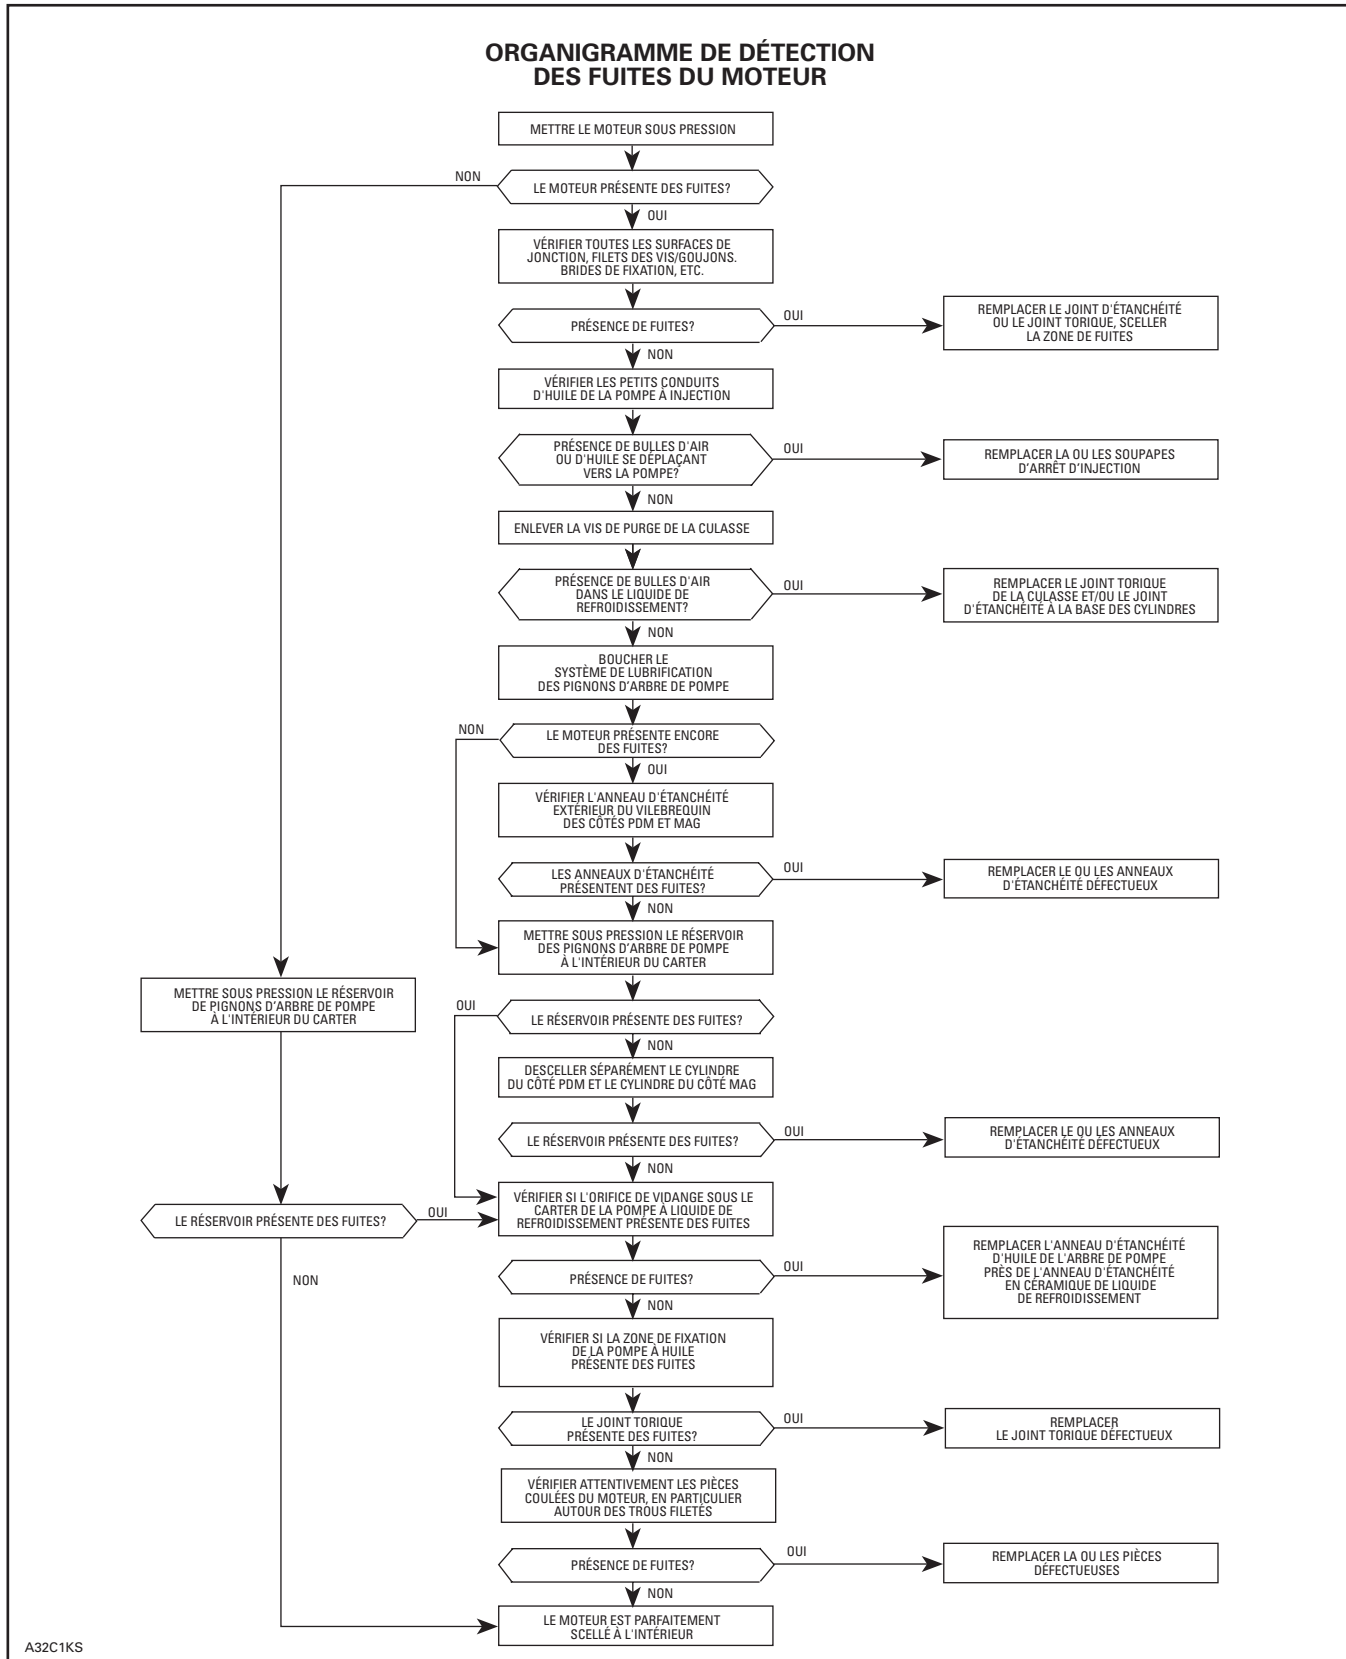 ORGANIGRAMME DE DÉTECTION
DES FUITES DU MOTEUR
METTRE LE MOTEUR SOUS PRESSION
NON
LE MOTEUR PRÉSENTE DES FUITES?
OUI
VÉRIFIER TOUTES LES SURFACES DE
JONCTION, FILETS DES VIS/GOUJONS.
BRIDES DE FIXATION, ETC.
PRÉSENCE DE FUITES?
OUI
REMPLACER LE JOINT D'ÉTANCHÉITÉ
OU LE JOINT TORIQUE, SCELLER
LA ZONE DE FUITES
NON
VÉRIFIER LES PETITS CONDUITS
D'HUILE DE LA POMPE À INJECTION
PRÉSENCE DE BULLES D'AIR
OU D'HUILE SE DÉPLAÇANT
VERS LA POMPE?
OUI
REMPLACER LA OU LES SOUPAPES
D'ARRÊT D'INJECTION
NON
ENLEVER LA VIS DE PURGE DE LA CULASSE
PRÉSENCE DE BULLES D'AIR
DANS LE LIQUIDE DE
REFROIDISSEMENT?
OUI
REMPLACER LE JOINT TORIQUE
DE LA CULASSE ET/OU LE JOINT
D'ÉTANCHÉITÉ À LA BASE DES CYLINDRES
NON
BOUCHER LE
SYSTÈME DE LUBRIFICATION
DES PIGNONS D'ARBRE DE POMPE
NON
LE MOTEUR PRÉSENTE ENCORE
DES FUITES?
OUI
VÉRIFIER L'ANNEAU D'ÉTANCHÉITÉ
EXTÉRIEUR DU VILEBREQUIN
DES CÔTÉS PDM ET MAG
LES ANNEAUX D'ÉTANCHÉITÉ
PRÉSENTENT DES FUITES?
OUI
REMPLACER LE OU LES ANNEAUX
D'ÉTANCHÉITÉ DÉFECTUEUX
NON
METTRE SOUS PRESSION LE RÉSERVOIR
DES PIGNONS D'ARBRE DE POMPE
À L'INTÉRIEUR DU CARTER
METTRE SOUS PRESSION LE RÉSERVOIR
DE PIGNONS D'ARBRE DE POMPE
À L'INTÉRIEUR DU CARTER
OUI
LE RÉSERVOIR PRÉSENTE DES FUITES?
NON
DESCELLER SÉPARÉMENT LE CYLINDRE
DU CÔTÉ PDM ET LE CYLINDRE DU CÔTÉ MAG
LE RÉSERVOIR PRÉSENTE DES FUITES?
OUI
REMPLACER LE OU LES ANNEAUX
D'ÉTANCHÉITÉ DÉFECTUEUX
NON
LE RÉSERVOIR PRÉSENTE DES FUITES?
OUI
VÉRIFIER SI L'ORIFICE DE VIDANGE SOUS LE
CARTER DE LA POMPE À LIQUIDE DE
REFROIDISSEMENT PRÉSENTE DES FUITES
NON
PRÉSENCE DE FUITES?
OUI
REMPLACER L'ANNEAU D'ÉTANCHÉITÉ
D'HUILE DE L'ARBRE DE POMPE
PRÈS DE L'ANNEAU D'ÉTANCHÉITÉ
EN CÉRAMIQUE DE LIQUIDE
DE REFROIDISSEMENT
NON
VÉRIFIER SI LA ZONE DE FIXATION
DE LA POMPE À HUILE
PRÉSENTE DES FUITES
LE JOINT TORIQUE
PRÉSENTE DES FUITES?
OUI
REMPLACER
LE JOINT TORIQUE DÉFECTUEUX
NON
VÉRIFIER ATTENTIVEMENT LES PIÈCES
COULÉES DU MOTEUR, EN PARTICULIER
AUTOUR DES TROUS FILETÉS
PRÉSENCE DE FUITES?
OUI
REMPLACER LA OU LES PIÈCES
DÉFECTUEUSES
NON
LE MOTEUR EST PARFAITEMENT
SCELLÉ À L'INTÉRIEUR
A32C1KS